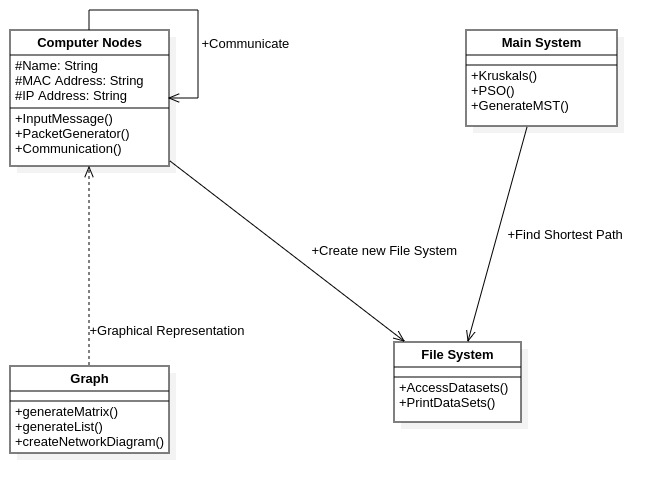 Computer Nodes
#Name: String
#MAC Address: String
#IP Address: String
+InputMessage()
+PacketGenerator()
+Communication()
+Communicate
Main System
+Kruskals()
+PSO()
+GenerateMST()
+Find Shortest Path
+Create new File System
+Graphical Representation
File System
+AccessDatasets()
+PrintDataSets()
Graph
+generateMatrix()
+generateList()
+createNetworkDiagram()